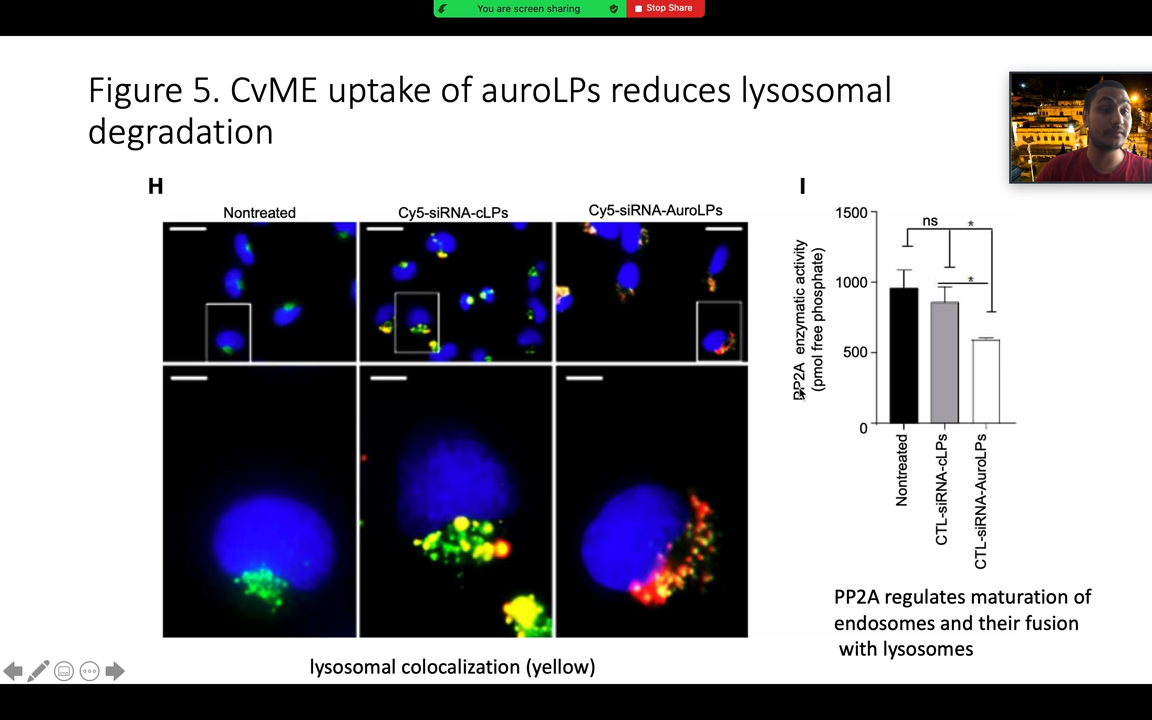 You are screen sharing
Stop Share
Figure 5. CvME uptake of auroLPs reduces lysosomal
degradation
H
Nontreated
Cy5-siRNA-cLPs
Cy5-siRNA-AuroLPs
lysosomal colocalization (yellow)
I
PP2A enzymatic activity
(pmol free phosphate)
1500
1000
500
0
ns
*
*
Nontreated
CTL-siRNA-cLPs
CTL-siRNA-AuroLPs
PP2A regulates maturation of
endosomes and their fusion
with lysosomes